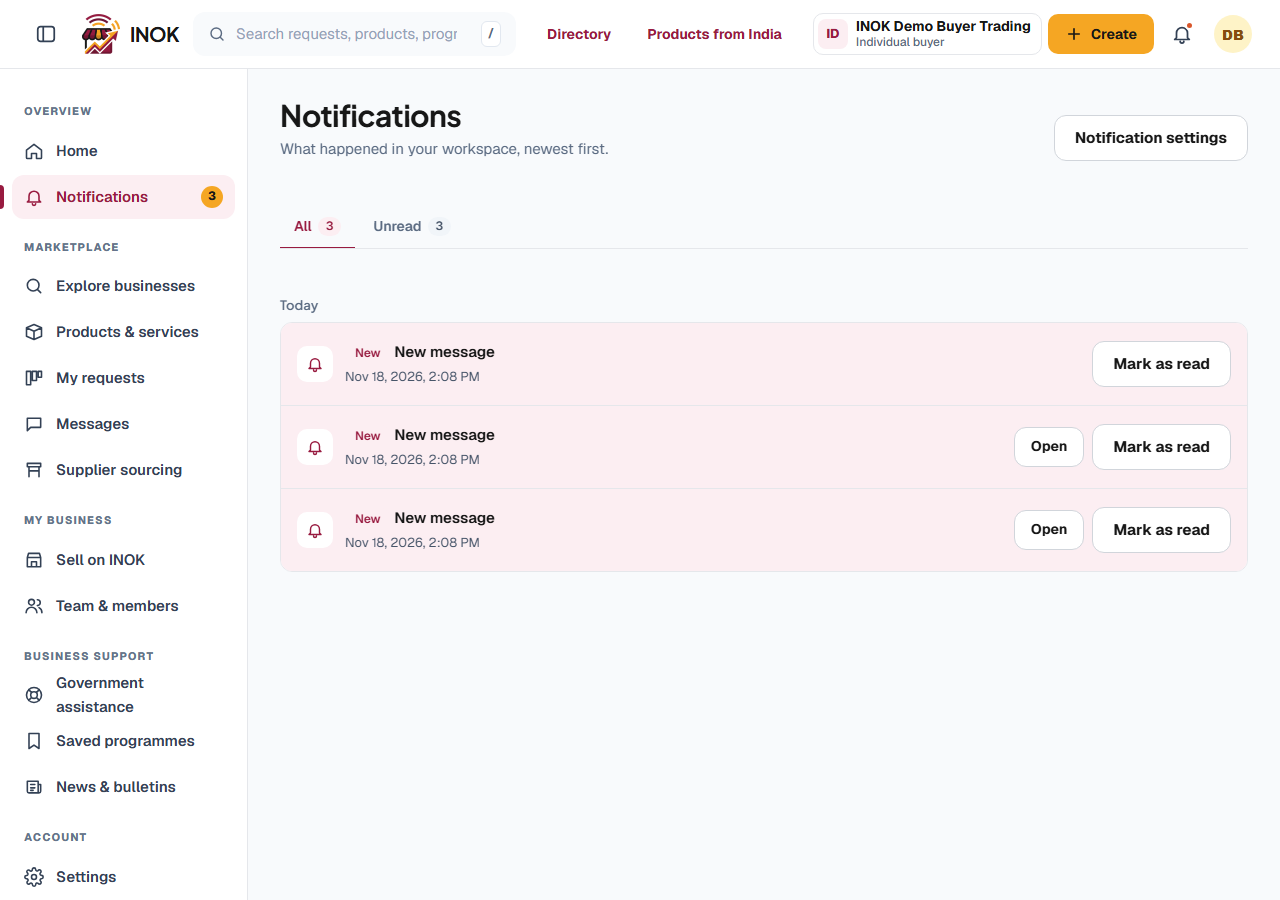 INOK
Search requests, products, progr
/
Directory
Products from India
ID
INOK Demo Buyer Trading
Individual buyer
Create
DB
OVERVIEW
Home
Notifications
3
MARKETPLACE
Explore businesses
Products & services
My requests
Messages
Supplier sourcing
MY BUSINESS
Sell on INOK
Team & members
BUSINESS SUPPORT
Government
assistance
Saved programmes
News & bulletins
ACCOUNT
Settings
Notifications
What happened in your workspace, newest first.
Notification settings
All 3
Unread 3
Today
New New message
Nov 18, 2026, 2:08 PM
Mark as read
New New message
Nov 18, 2026, 2:08 PM
Open
Mark as read
New New message
Nov 18, 2026, 2:08 PM
Open
Mark as read